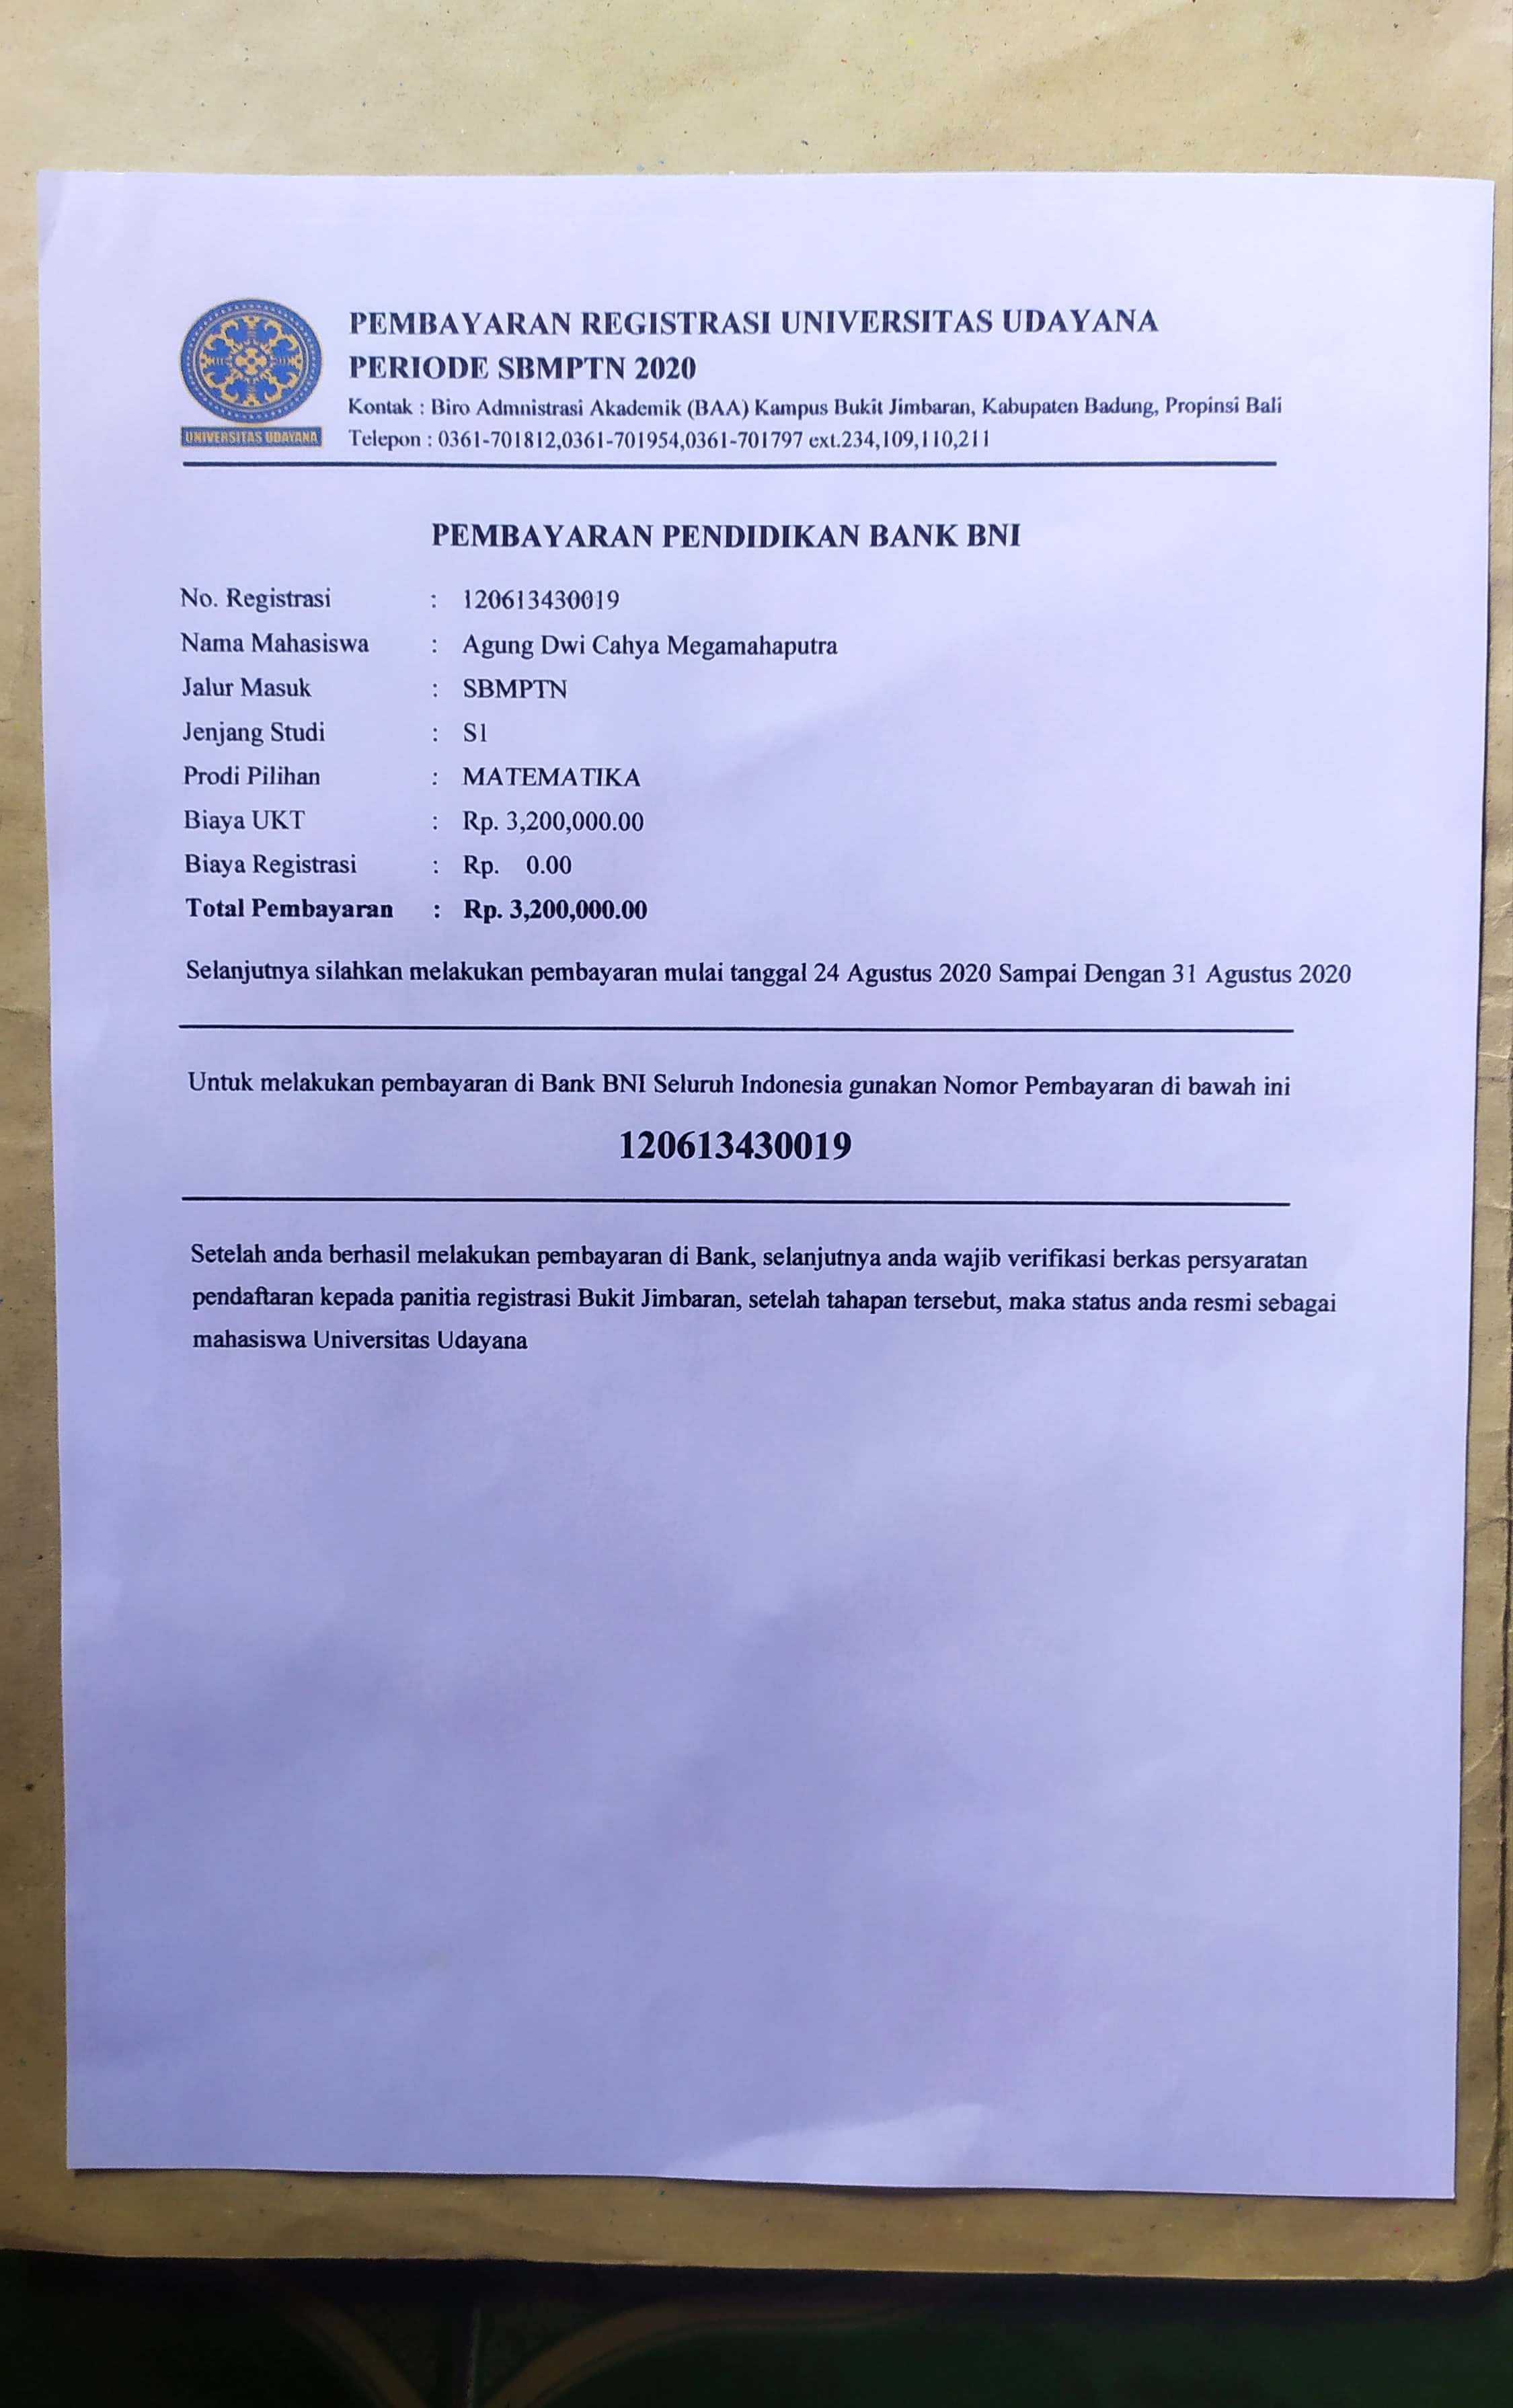 UNIVERSITAS UDAYANA
PEMBAYARAN REGISTRASI UNIVERSITAS UDAYANA
PERIODE SBMPTN 2020
Kontak : Biro Admnistrasi Akademik (BAA) Kampus Bukit Jimbaran, Kabupaten Badung, Propinsi Bali
Telepon : 0361-701812,0361-701954,0361-701797 ext.234,109,110,211
PEMBAYARAN PENDIDIKAN BANK BNI
No. Registrasi : 120613430019
Nama Mahasiswa : Agung Dwi Cahya Megamahaputra
Jalur Masuk : SBMPTN
Jenjang Studi : S1
Prodi Pilihan : MATEMATIKA
Biaya UKT : Rp. 3,200,000.00
Biaya Registrasi : Rp. 0.00
Total Pembayaran : Rp. 3,200,000.00
Selanjutnya silahkan melakukan pembayaran mulai tanggal 24 Agustus 2020 Sampai Dengan 31 Agustus 2020
Untuk melakukan pembayaran di Bank BNI Seluruh Indonesia gunakan Nomor Pembayaran di bawah ini
120613430019
Setelah anda berhasil melakukan pembayaran di Bank, selanjutnya anda wajib verifikasi berkas persyaratan
pendaftaran kepada panitia registrasi Bukit Jimbaran, setelah tahapan tersebut, maka status anda resmi sebagai
mahasiswa Universitas Udayana